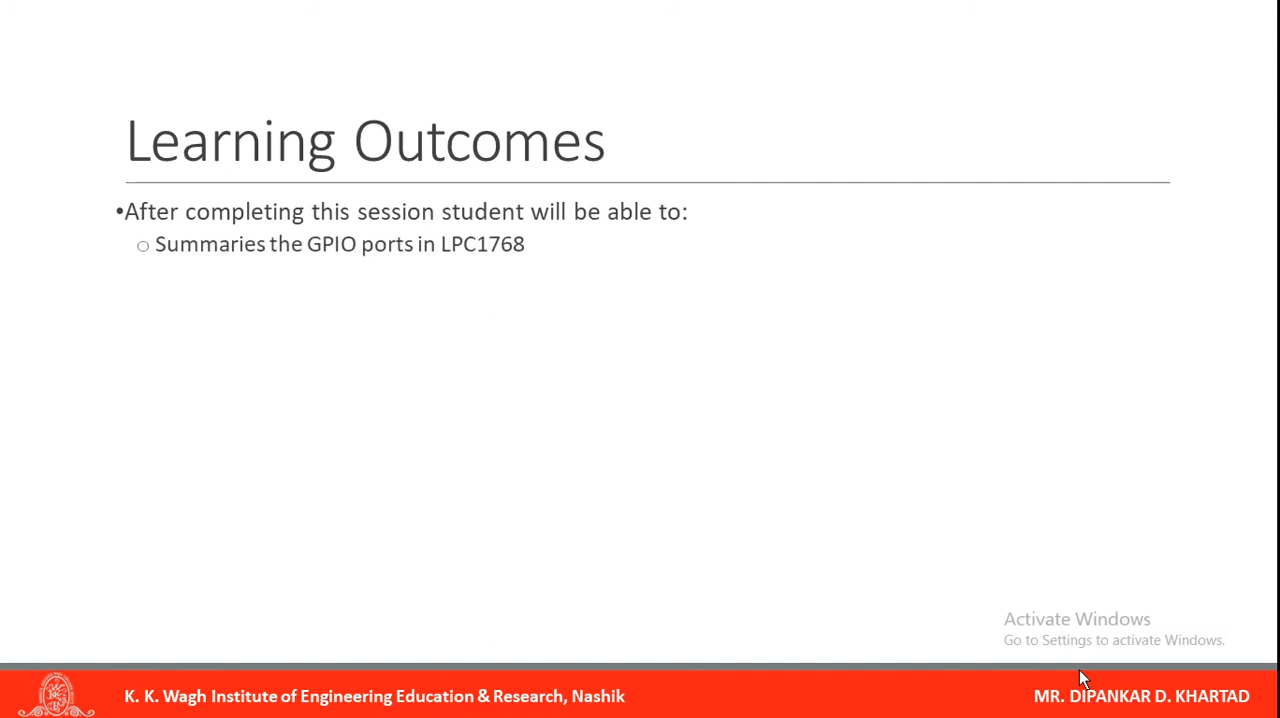 Learning Outcomes
•After completing this session student will be able to:
○ Summaries the GPIO ports in LPC1768
Activate Windows
Go to Settings to activate Windows.
K. K. Wagh Institute of Engineering Education & Research, Nashik
MR. DIPANKAR D. KHARTAD